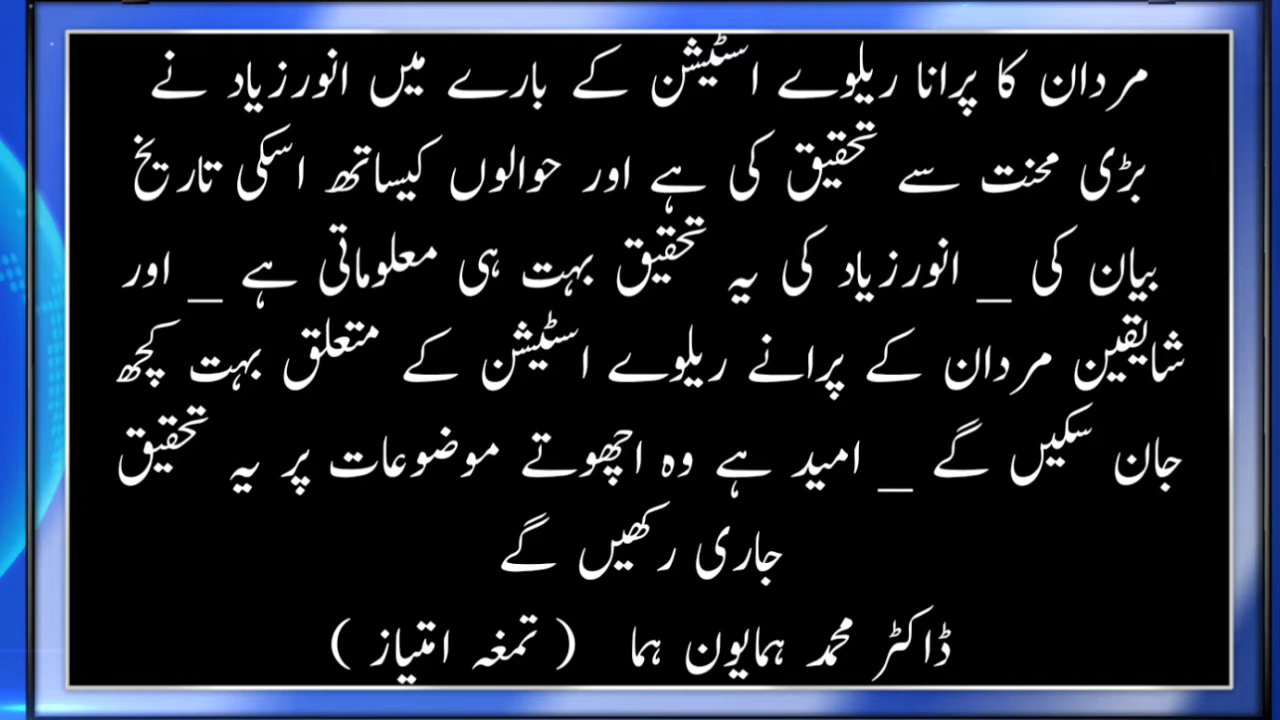 مردان کا پرانا ریلوے اسٹیشن کے بارے میں انورزیاد نے
بڑی محنت سے تحقیق کی ہے اور حوالوں کیساتھ اسکی تاریخ
بیان کی _ انورزیاد کی یہ تحقیق بہت ہی معلوماتی ہے _ اور
شایقین مردان کے پرانے ریلوے اسٹیشن کے متعلق بہت کچھ
جان سکیں گے _ امید ہے وہ اچھوتے موضوعات پر یہ تحقیق
جاری رکھیں گے
ڈاکٹر محمد ہمایون ہما ( تمغہ امتیاز )